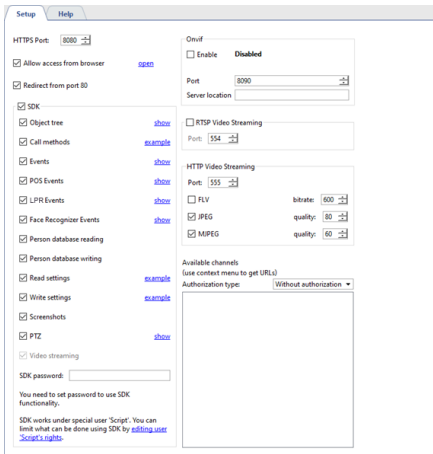 Setup
Help
HTTPS Port: 8080
Allow access from browser open
Redirect from port 80
SDK
Object tree show
Call methods example
Events show
POS Events show
LPR Events show
Face Recognizer Events show
Person database reading
Person database writing
Read settings example
Write settings example
Screenshots
PTZ show
Video streaming
SDK password:
You need to set password to use SDK
functionality.
SDK works under special user 'Script'. You can
limit what can be done using SDK by editing user
'Script's rights.
Onvif
Enable Disabled
Port 8090
Server location
RTSP Video Streaming
Port: 554
HTTP Video Streaming
Port: 555
FLV bitrate: 600
JPEG quality: 80
MJPEG quality: 60
Available channels
(use context menu to get URLs)
Authorization type: Without authorization